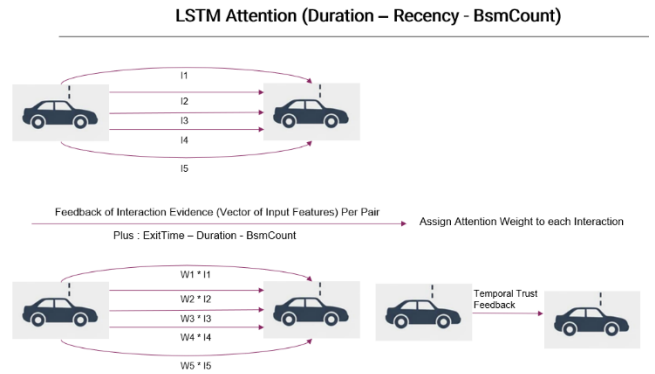 LSTM Attention (Duration – Recency - BsmCount)
I1
I2
I3
I4
I5
Feedback of Interaction Evidence (Vector of Input Features) Per Pair
Plus : ExitTime – Duration - BsmCount
Assign Attention Weight to each Interaction
W1 * I1
W2 * I2
W3 * I3
W4 * I4
W5 * I5
Temporal Trust
Feedback